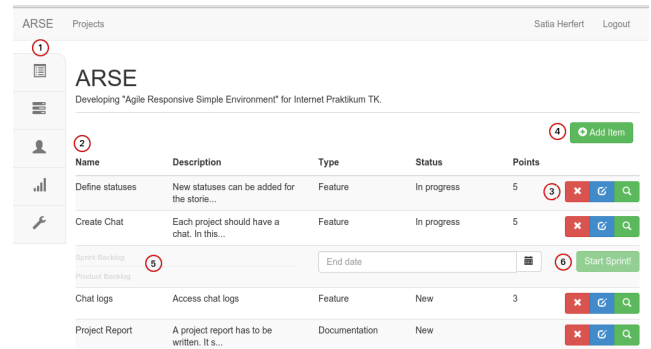 ARSE Projects Satia Herfert Logout
1
ARSE
Developing "Agile Responsive Simple Environment" for Internet Praktikum TK.
4 Add Item
2
Name Description Type Status Points
Define statuses New statuses can be added for Feature In progress 5 3
the storie...
Create Chat Each project should have a Feature In progress 5
chat. In this...
Sprint Backlog 5 End date 6 Start Sprint!
Product Backlog
Chat logs Access chat logs Feature New 3
Project Report A project report has to be Documentation New
written. It s...